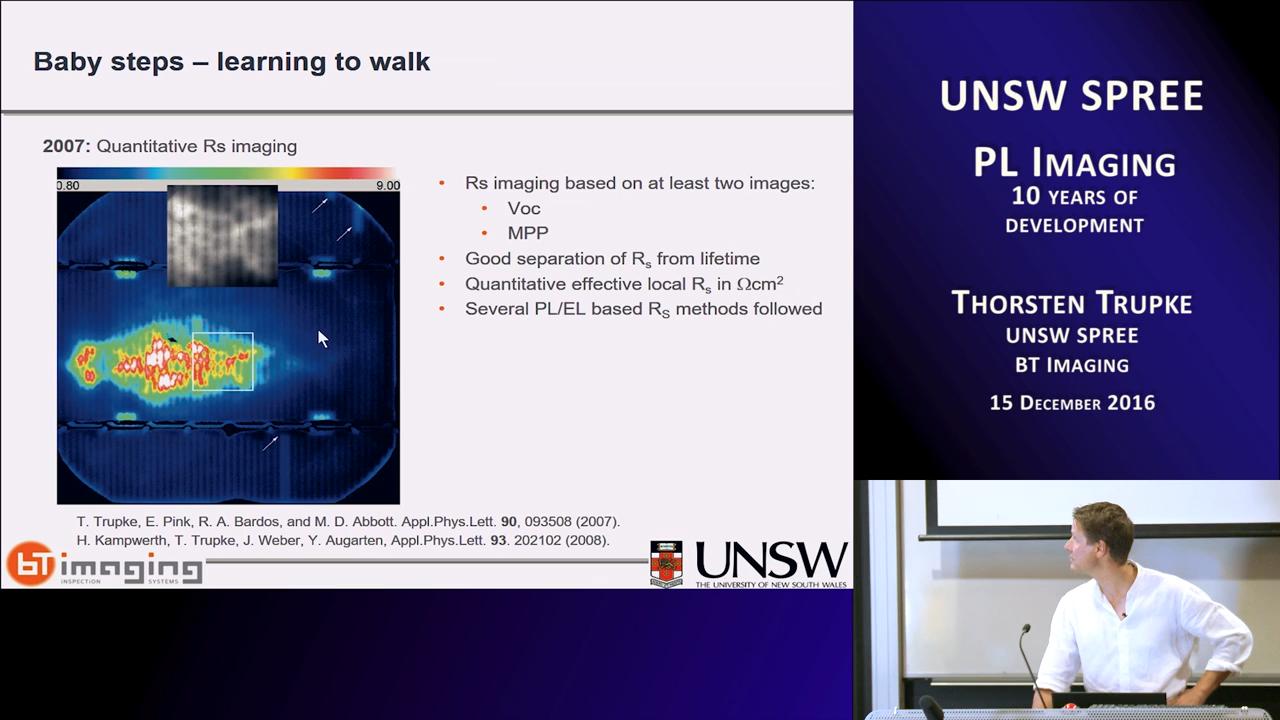 Baby steps – learning to walk
2007: Quantitative Rs imaging
0.80
9.00
• Rs imaging based on at least two images:
• Voc
• MPP
• Good separation of Rs from lifetime
• Quantitative effective local Rs in Ωcm2
• Several PL/EL based RS methods followed
T. Trupke, E. Pink, R. A. Bardos, and M. D. Abbott. Appl.Phys.Lett. 90, 093508 (2007).
H. Kampwerth, T. Trupke, J. Weber, Y. Augarten, Appl.Phys.Lett. 93. 202102 (2008).
bT imaging
INSPECTION SYSTEMS
UNSW
THE UNIVERSITY OF NEW SOUTH WALES
UNSW SPREE
PL IMAGING
10 YEARS OF
DEVELOPMENT
THORSTEN TRUPKE
UNSW SPREE
BT IMAGING
15 DECEMBER 2016